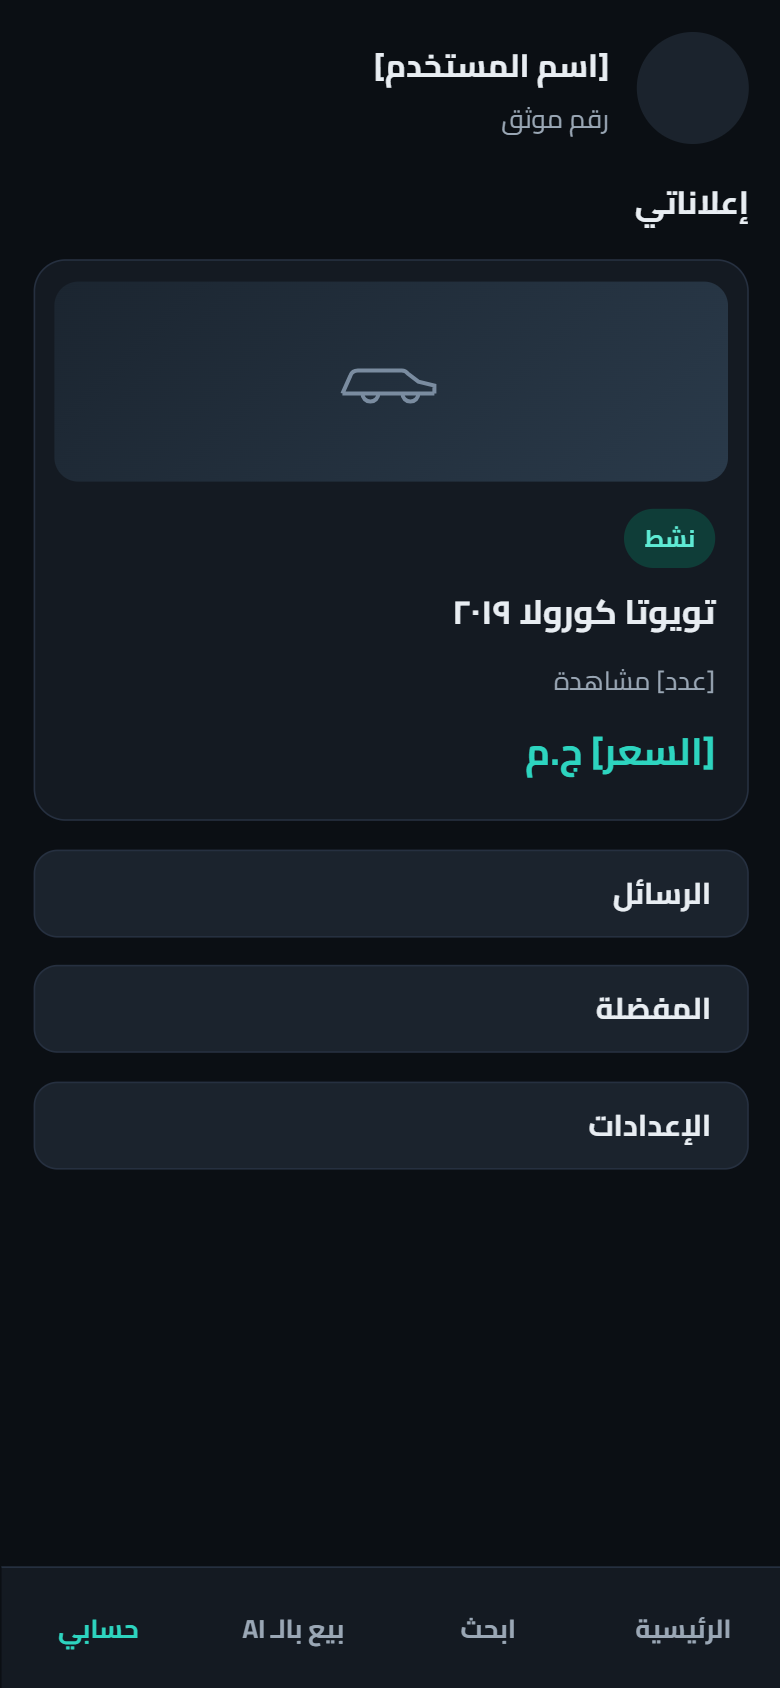 [اسم المستخدم]
رقم موثق
إعلاناتي
نشط
تويوتا كورولا ٢٠١٩
[عدد] مشاهدة
[السعر] ج.م
الرسائل
المفضلة
الإعدادات
الرئيسية
ابحث
بيع بالـ AI
حسابي